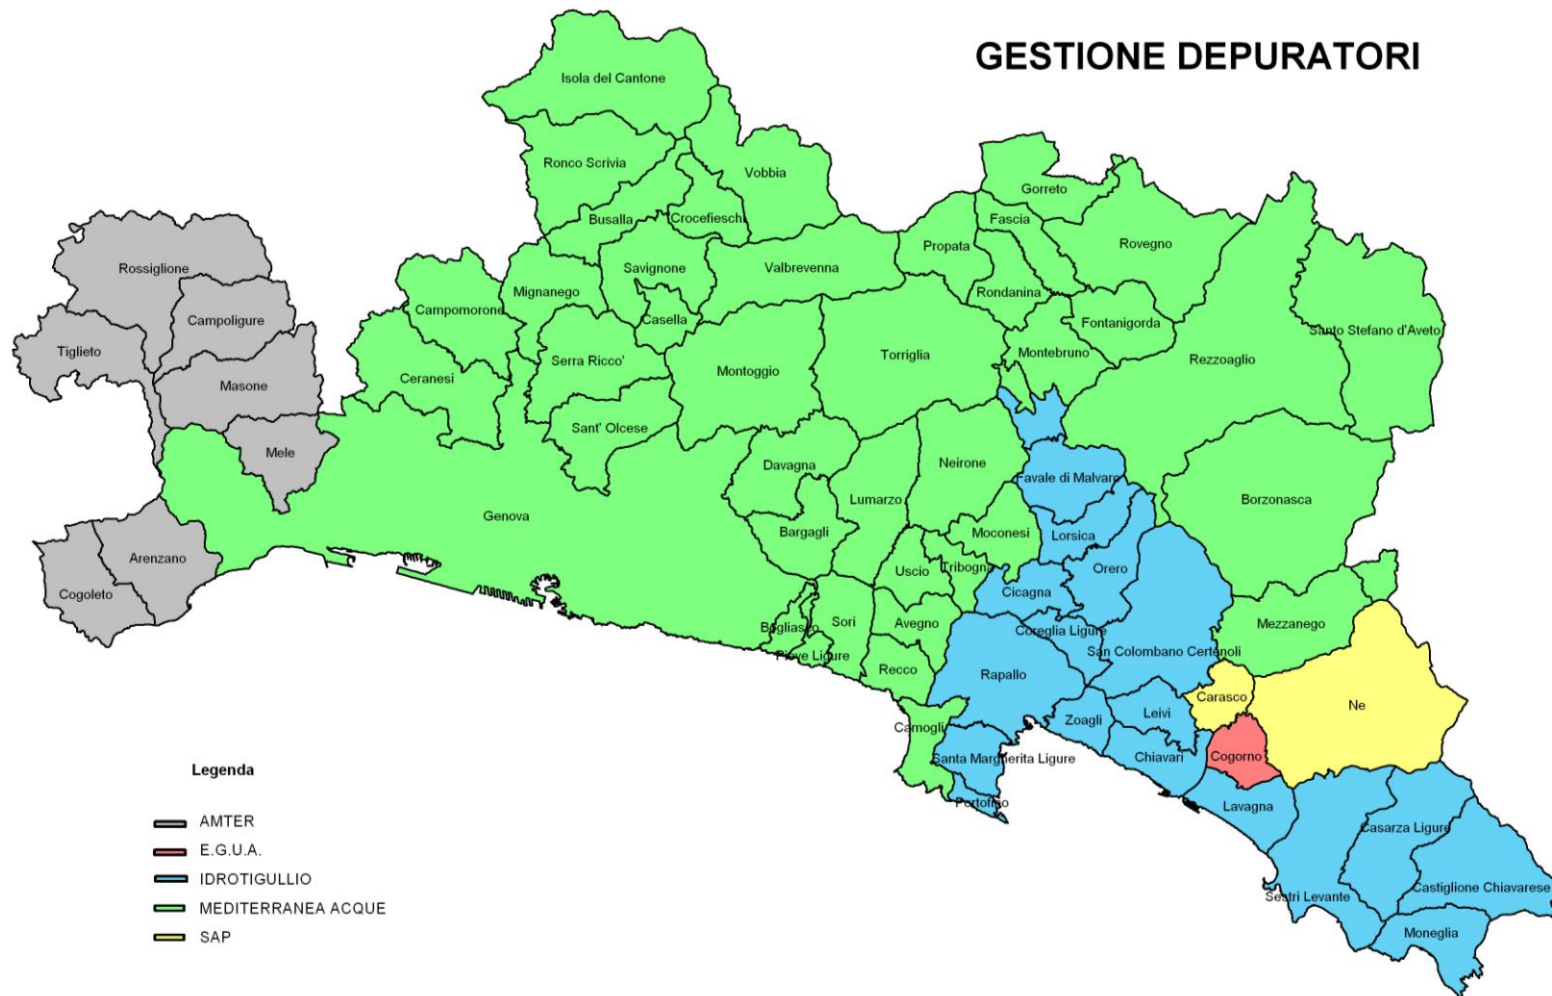 GESTIONE DEPURATORI
Isola del Cantone
Ronco Scrivia
Vobbia
Gorreto
Busalla
Crocefieschi
Fascia
Rovegno
Propata
Rossiglione
Savignone
Valbrevenna
Mignanego
Rondanina
Campomorone
Casella
Campoligure
Fontanigorda
Santo Stefano d'Aveto
Tiglieto
Serra Ricco'
Torriglia
Montebruno
Rezzoaglio
Montoggio
Ceranesi
Masone
Sant' Olcese
Mele
Davagna
Neirone
Favale di Malvaro
Lumarzo
Borzonasca
Genova
Bargagli
Moconesi
Lorsica
Arenzano
Uscio
Tribogna
Orero
Cogoleto
Cicagna
Bogliasco
Sori
Avegno
Coreglia Ligure
Mezzanego
San Colombano Certenoli
Pieve Ligure
Recco
Rapallo
Carasco
Ne
Leivi
Zoagli
Camogli
Santa Margherita Ligure
Chiavari
Cogorno
Portofino
Lavagna
Casarza Ligure
Castiglione Chiavarese
Sestri Levante
Moneglia
Legenda
AMTER
E.G.U.A.
IDROTIGULLIO
MEDITERRANEA ACQUE
SAP